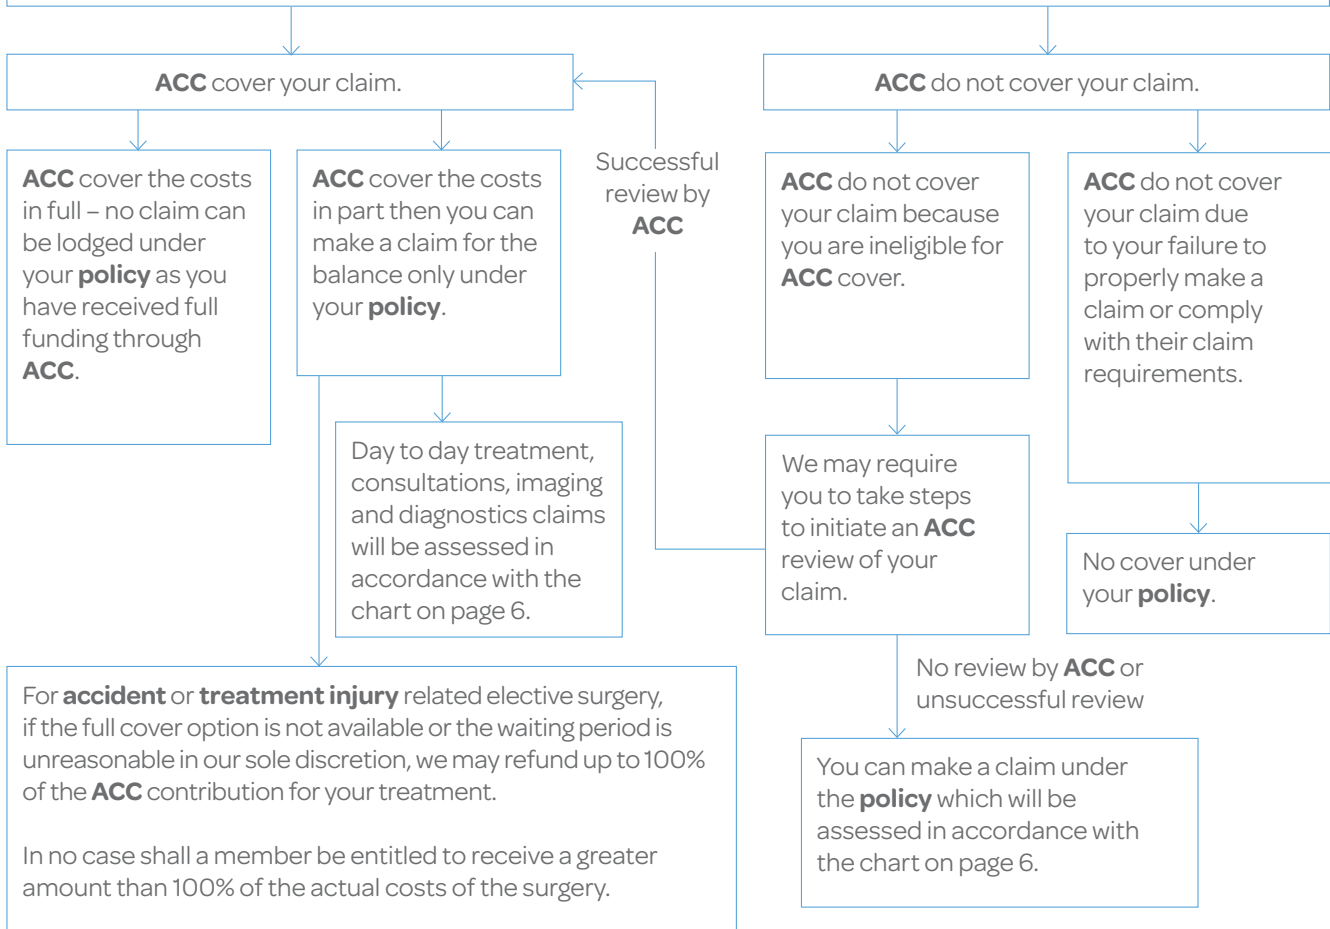 ACC cover your claim.
ACC do not cover your claim.
ACC cover the costs
in full – no claim can
be lodged under
your policy as you
have received full
funding through
ACC.
ACC cover the costs
in part then you can
make a claim for the
balance only under
your policy.
Successful
review by
ACC
ACC do not cover
your claim because
you are ineligible for
ACC cover.
ACC do not cover
your claim due
to your failure to
properly make a
claim or comply
with their claim
requirements.
Day to day treatment,
consultations, imaging
and diagnostics claims
will be assessed in
accordance with the
chart on page 6.
We may require
you to take steps
to initiate an ACC
review of your
claim.
No cover under
your policy.
For accident or treatment injury related elective surgery,
if the full cover option is not available or the waiting period is
unreasonable in our sole discretion, we may refund up to 100%
of the ACC contribution for your treatment.
In no case shall a member be entitled to receive a greater
amount than 100% of the actual costs of the surgery.
No review by ACC or
unsuccessful review
You can make a claim under
the policy which will be
assessed in accordance with
the chart on page 6.